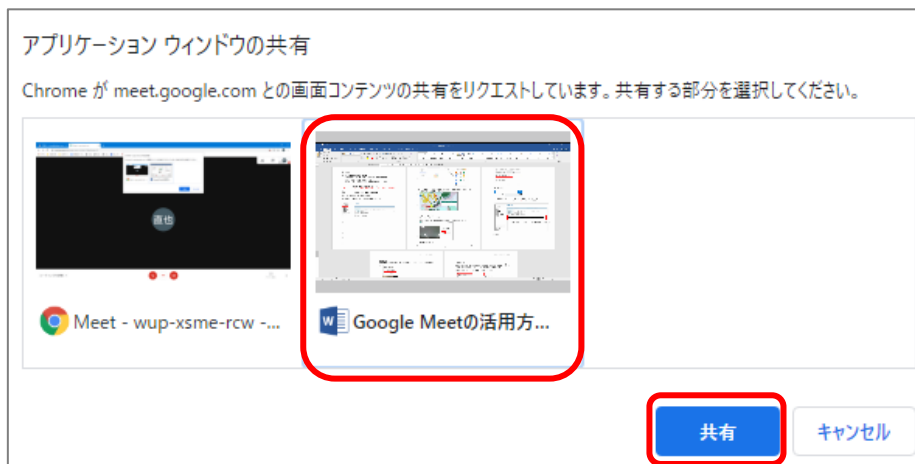 アプリケーション ウィンドウの共有
Chrome が meet.google.com との画面コンテンツの共有をリクエストしています。共有する部分を選択してください。
直也
Meet - wup-xsme-rcw -...
Google Meetの活用方...
共有
キャンセル